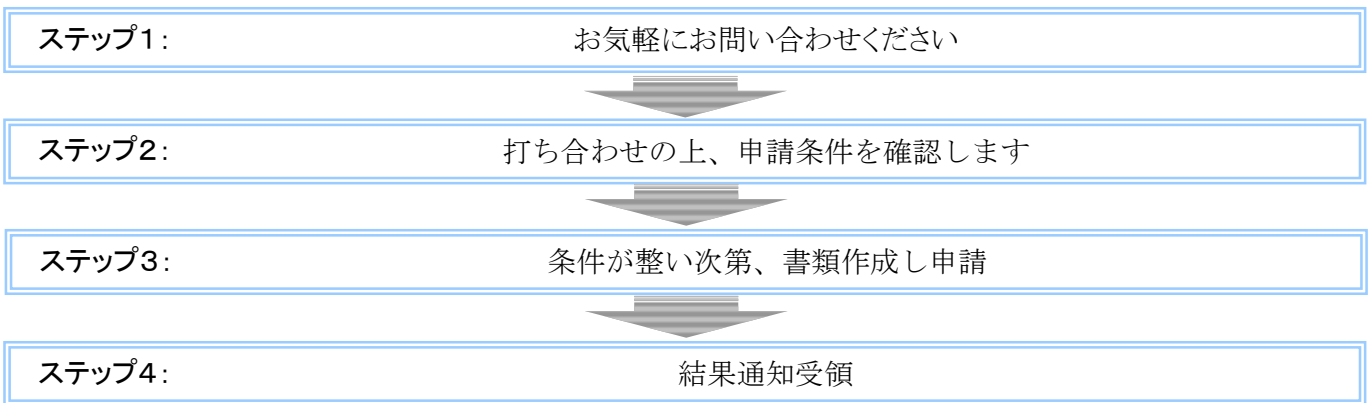 ステップ1： お気軽にお問い合わせください
ステップ2： 打ち合わせの上、申請条件を確認します
ステップ3： 条件が整い次第、書類作成し申請
ステップ4： 結果通知受領